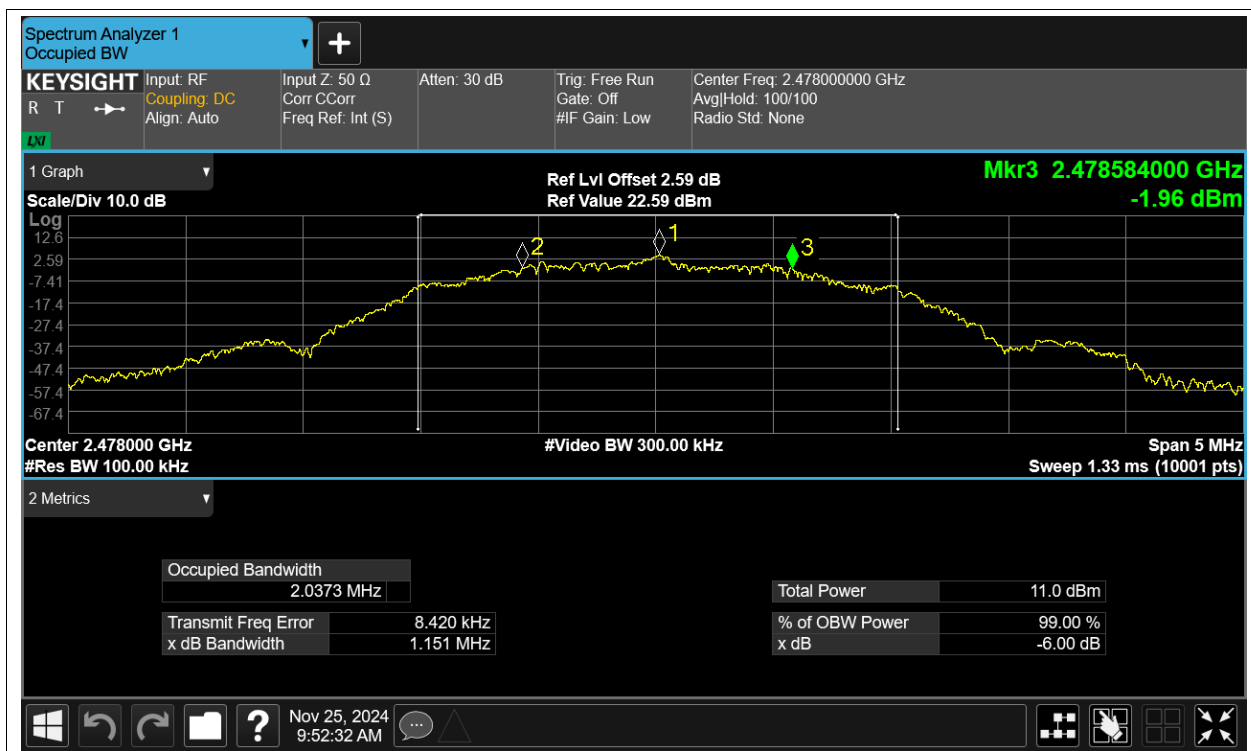 Spectrum Analyzer 1
Occupied BW
KEYSIGHT
R T
LXI
Input: RF
Coupling: DC
Align: Auto
Input Z: 50 Ω
Corr CCorr
Freq Ref: Int (S)
Atten: 30 dB
Trig: Free Run
Gate: Off
#IF Gain: Low
Center Freq: 2.478000000 GHz
Avg|Hold: 100/100
Radio Std: None
1 Graph
Scale/Div 10.0 dB
Ref Lvl Offset 2.59 dB
Ref Value 22.59 dBm
Mkr3 2.478584000 GHz
-1.96 dBm
Log
12.6
2.59
-7.41
-17.4
-27.4
-37.4
-47.4
-57.4
-67.4
2
1
3
Center 2.478000 GHz
#Res BW 100.00 kHz
#Video BW 300.00 kHz
Span 5 MHz
Sweep 1.33 ms (10001 pts)
2 Metrics
Occupied Bandwidth
2.0373 MHz
Transmit Freq Error 8.420 kHz
x dB Bandwidth 1.151 MHz
Total Power 11.0 dBm
% of OBW Power 99.00 %
x dB -6.00 dB
?
Nov 25, 2024
9:52:32 AM